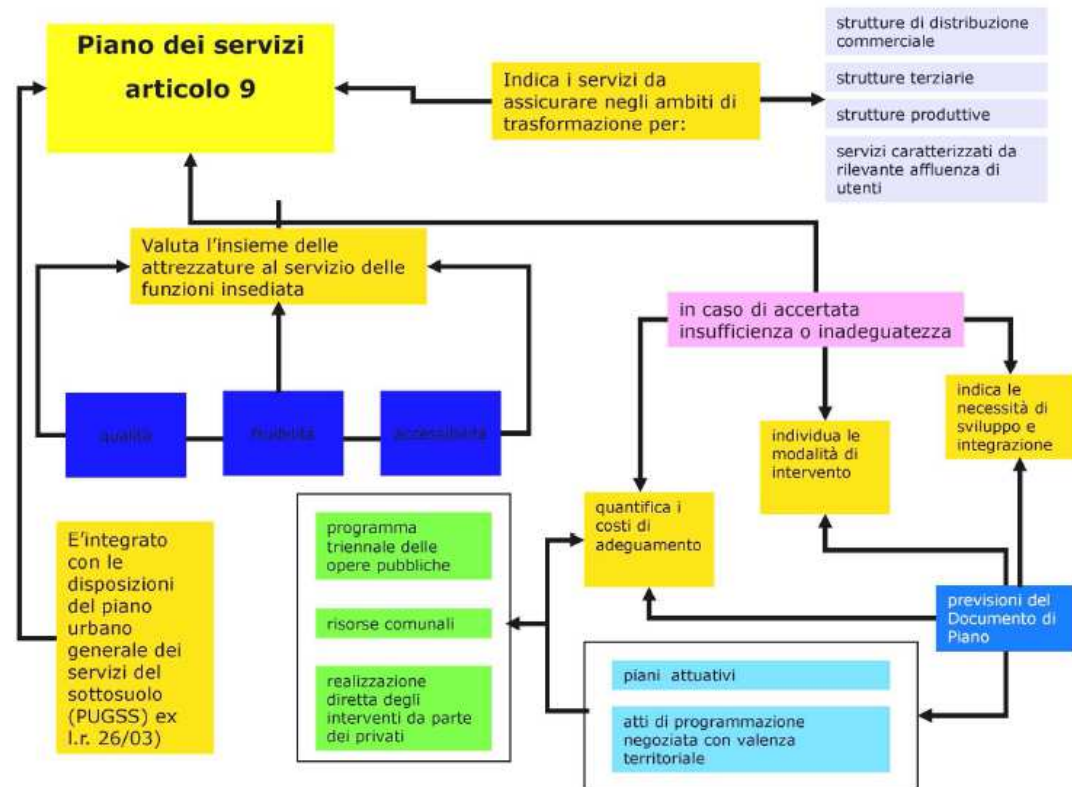 Piano dei servizi
articolo 9
Indica i servizi da
assicurare negli ambiti di
trasformazione per:
strutture di distribuzione
commerciale
strutture terziarie
strutture produttive
servizi caratterizzati da
rilevante affluenza di
utenti
Valuta l'insieme delle
attrezzature al servizio delle
funzioni insediata
in caso di accertata
insufficienza o inadeguatezza
qualità
fruibilità
accessibilità
indica le
necessità di
sviluppo e
integrazione
individua le
modalità di
intervento
quantifica i
costi di
adeguamento
programma
triennale delle
opere pubbliche
risorse comunali
realizzazione
diretta degli
interventi da parte
dei privati
E'integrato
con le
disposizioni
del piano
urbano
generale dei
servizi del
sottosuolo
(PUGSS) ex
l.r. 26/03)
previsioni del
Documento di
Piano
piani attuativi
atti di programmazione
negoziata con valenza
territoriale